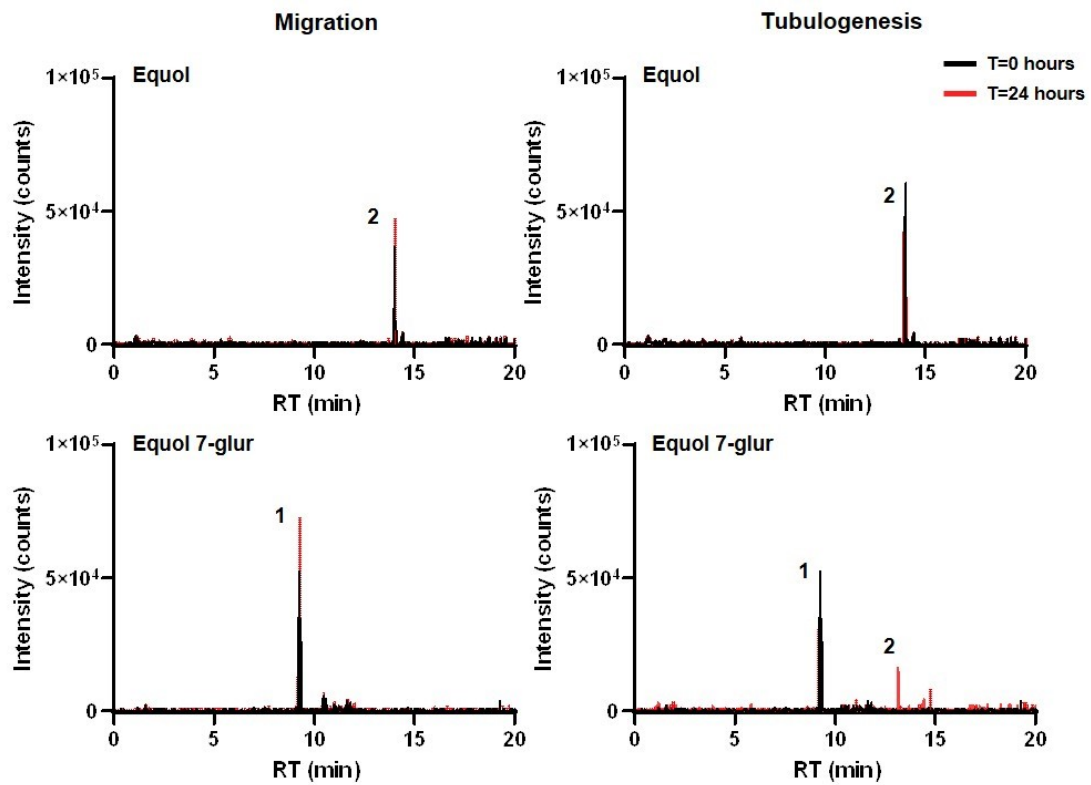 Migration
Tubulogenesis
T=0 hours
T=24 hours
Equol
1×10⁵
5×10⁴
0
Intensity (counts)
2
0 5 10 15 20
RT (min)
Equol
1×10⁵
5×10⁴
0
Intensity (counts)
2
0 5 10 15 20
RT (min)
Equol 7-glur
1×10⁵
5×10⁴
0
Intensity (counts)
1
0 5 10 15 20
RT (min)
Equol 7-glur
1×10⁵
5×10⁴
0
Intensity (counts)
1
2
0 5 10 15 20
RT (min)